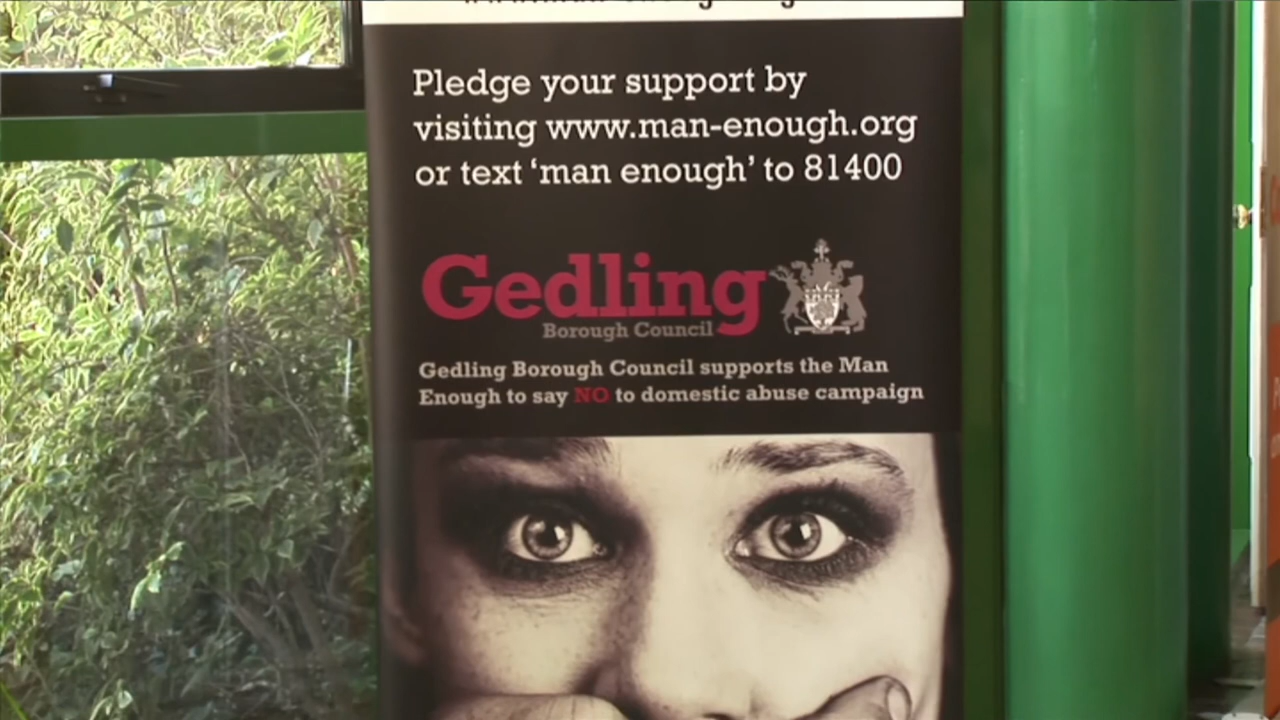 Pledge your support by
visiting www.man-enough.org
or text ‘man enough’ to 81400
Gedling
Borough Council
Gedling Borough Council supports the Man
Enough to say NO to domestic abuse campaign